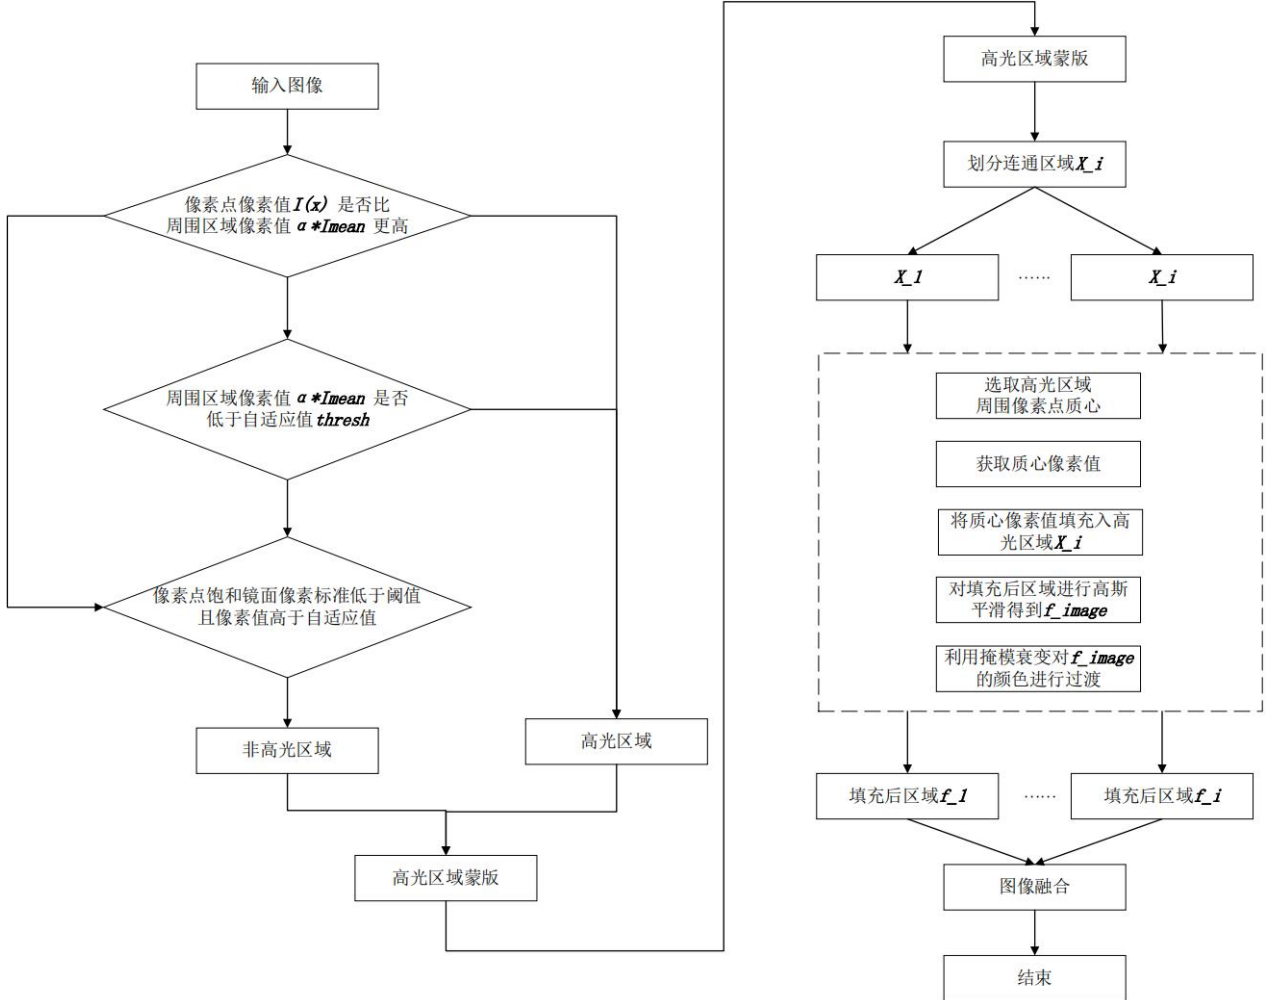 输入图像
像素点像素值I(x) 是否比
周围区域像素值α*Imean 更高
周围区域像素值α*Imean 是否
低于自适应值thresh
像素点饱和镜面像素标准低于阈值
且像素值高于自适应值
非高光区域
高光区域
高光区域蒙版
高光区域蒙版
划分连通区域X_i
X_1
······
X_i
选取高光区域
周围像素点质心
获取质心像素值
将质心像素值填充入高
光区域X_i
对填充后区域进行高斯
平滑得到f_image
利用掩模衰变对f_image
的颜色进行过渡
填充后区域f_1
······
填充后区域f_i
图像融合
结束